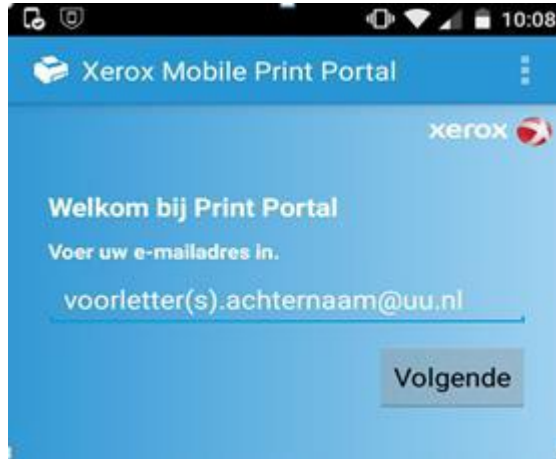 10:08
Xerox Mobile Print Portal
xerox
Welkom bij Print Portal
Voer uw e-mailadres in.
voorletter(s).achternaam@uu.nl
Volgende